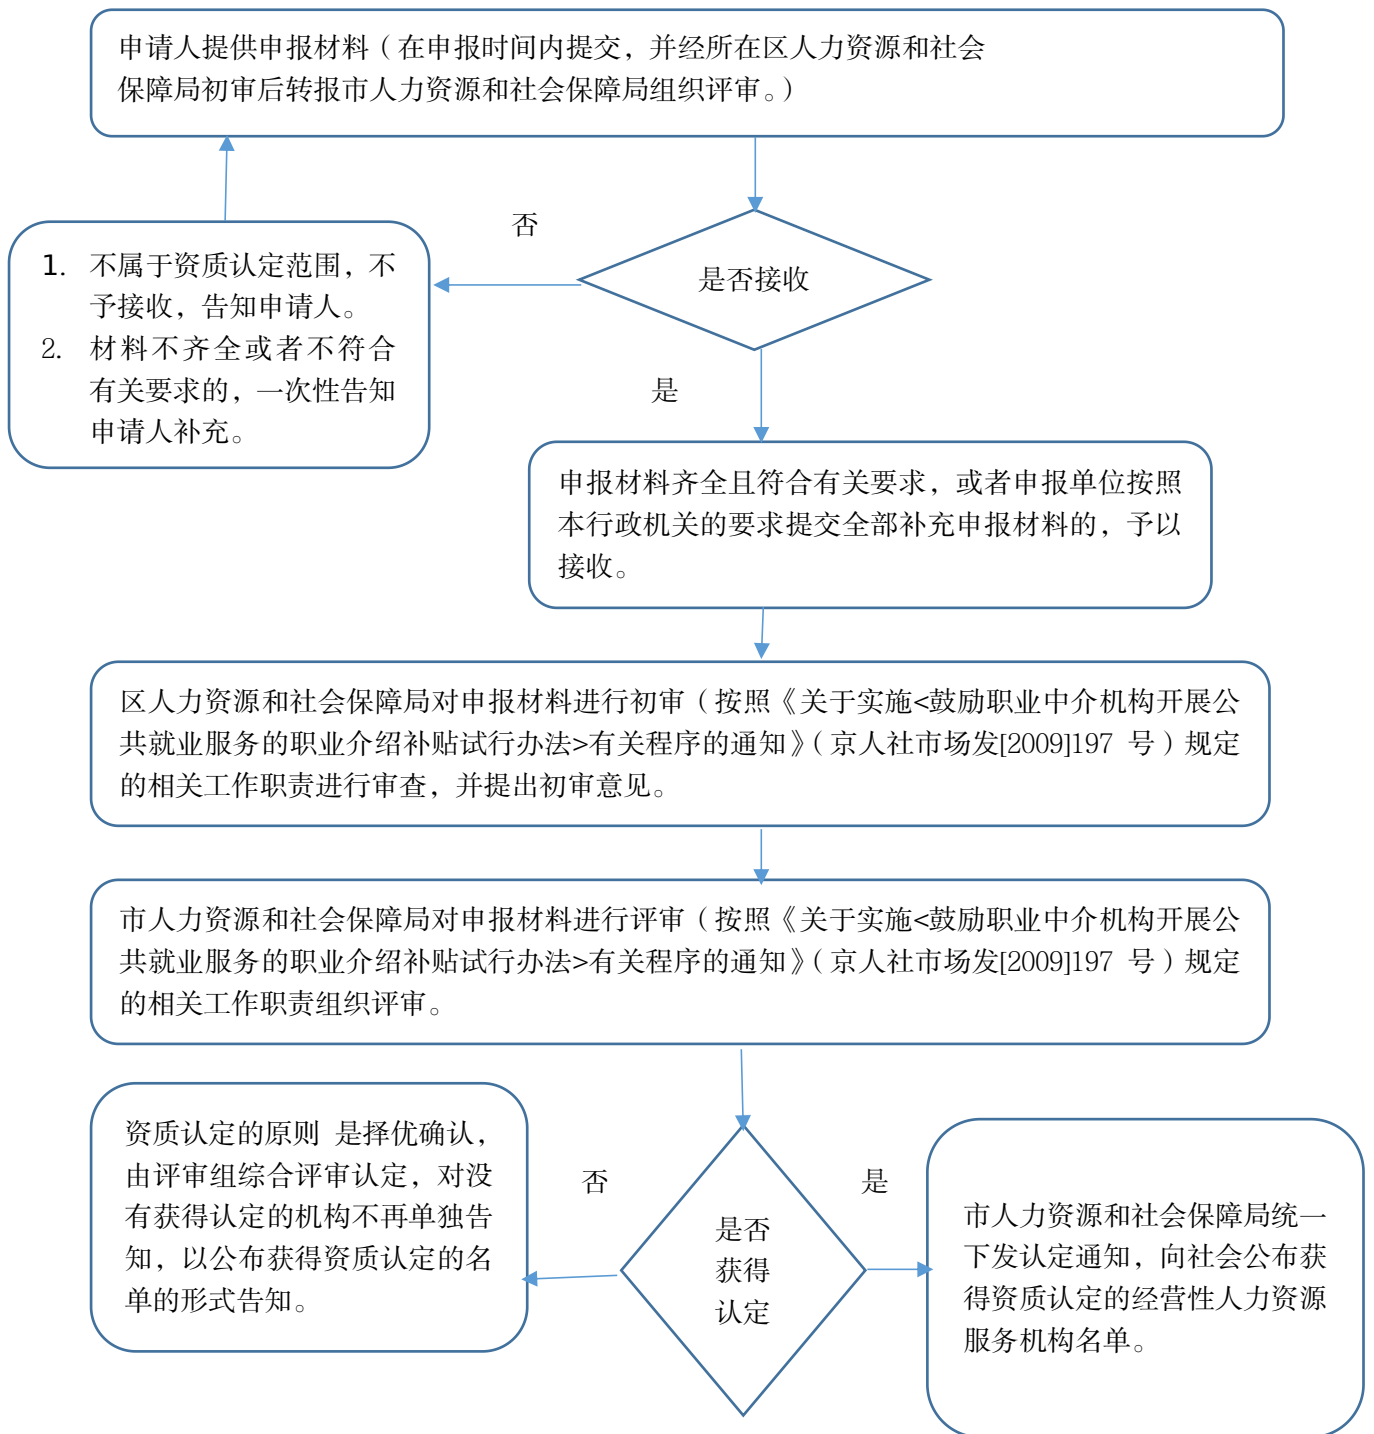 申请人提供申报材料（在申报时间内提交，并经所在区人力资源和社会
保障局初审后转报市人力资源和社会保障局组织评审。）
否
是否接收
1. 不属于资质认定范围，不
予接收，告知申请人。
2. 材料不齐全或者不符合
有关要求的，一次性告知
申请人补充。
是
申报材料齐全且符合有关要求，或者申报单位按照
本行政机关的要求提交全部补充申报材料的，予以
接收。
区人力资源和社会保障局对申报材料进行初审（按照《关于实施<鼓励职业中介机构开展公
共就业服务的职业介绍补贴试行办法>有关程序的通知》（京人社市场发[2009]197 号）规定
的相关工作职责进行审查，并提出初审意见。
市人力资源和社会保障局对申报材料进行评审（按照《关于实施<鼓励职业中介机构开展公
共就业服务的职业介绍补贴试行办法>有关程序的通知》（京人社市场发[2009]197 号）规定
的相关工作职责组织评审。
资质认定的原则 是择优确认，
由评审组综合评审认定，对没
有获得认定的机构不再单独告
知，以公布获得资质认定的名
单的形式告知。
否
是否
获得
认定
是
市人力资源和社会保障局统一
下发认定通知，向社会公布获
得资质认定的经营性人力资源
服务机构名单。